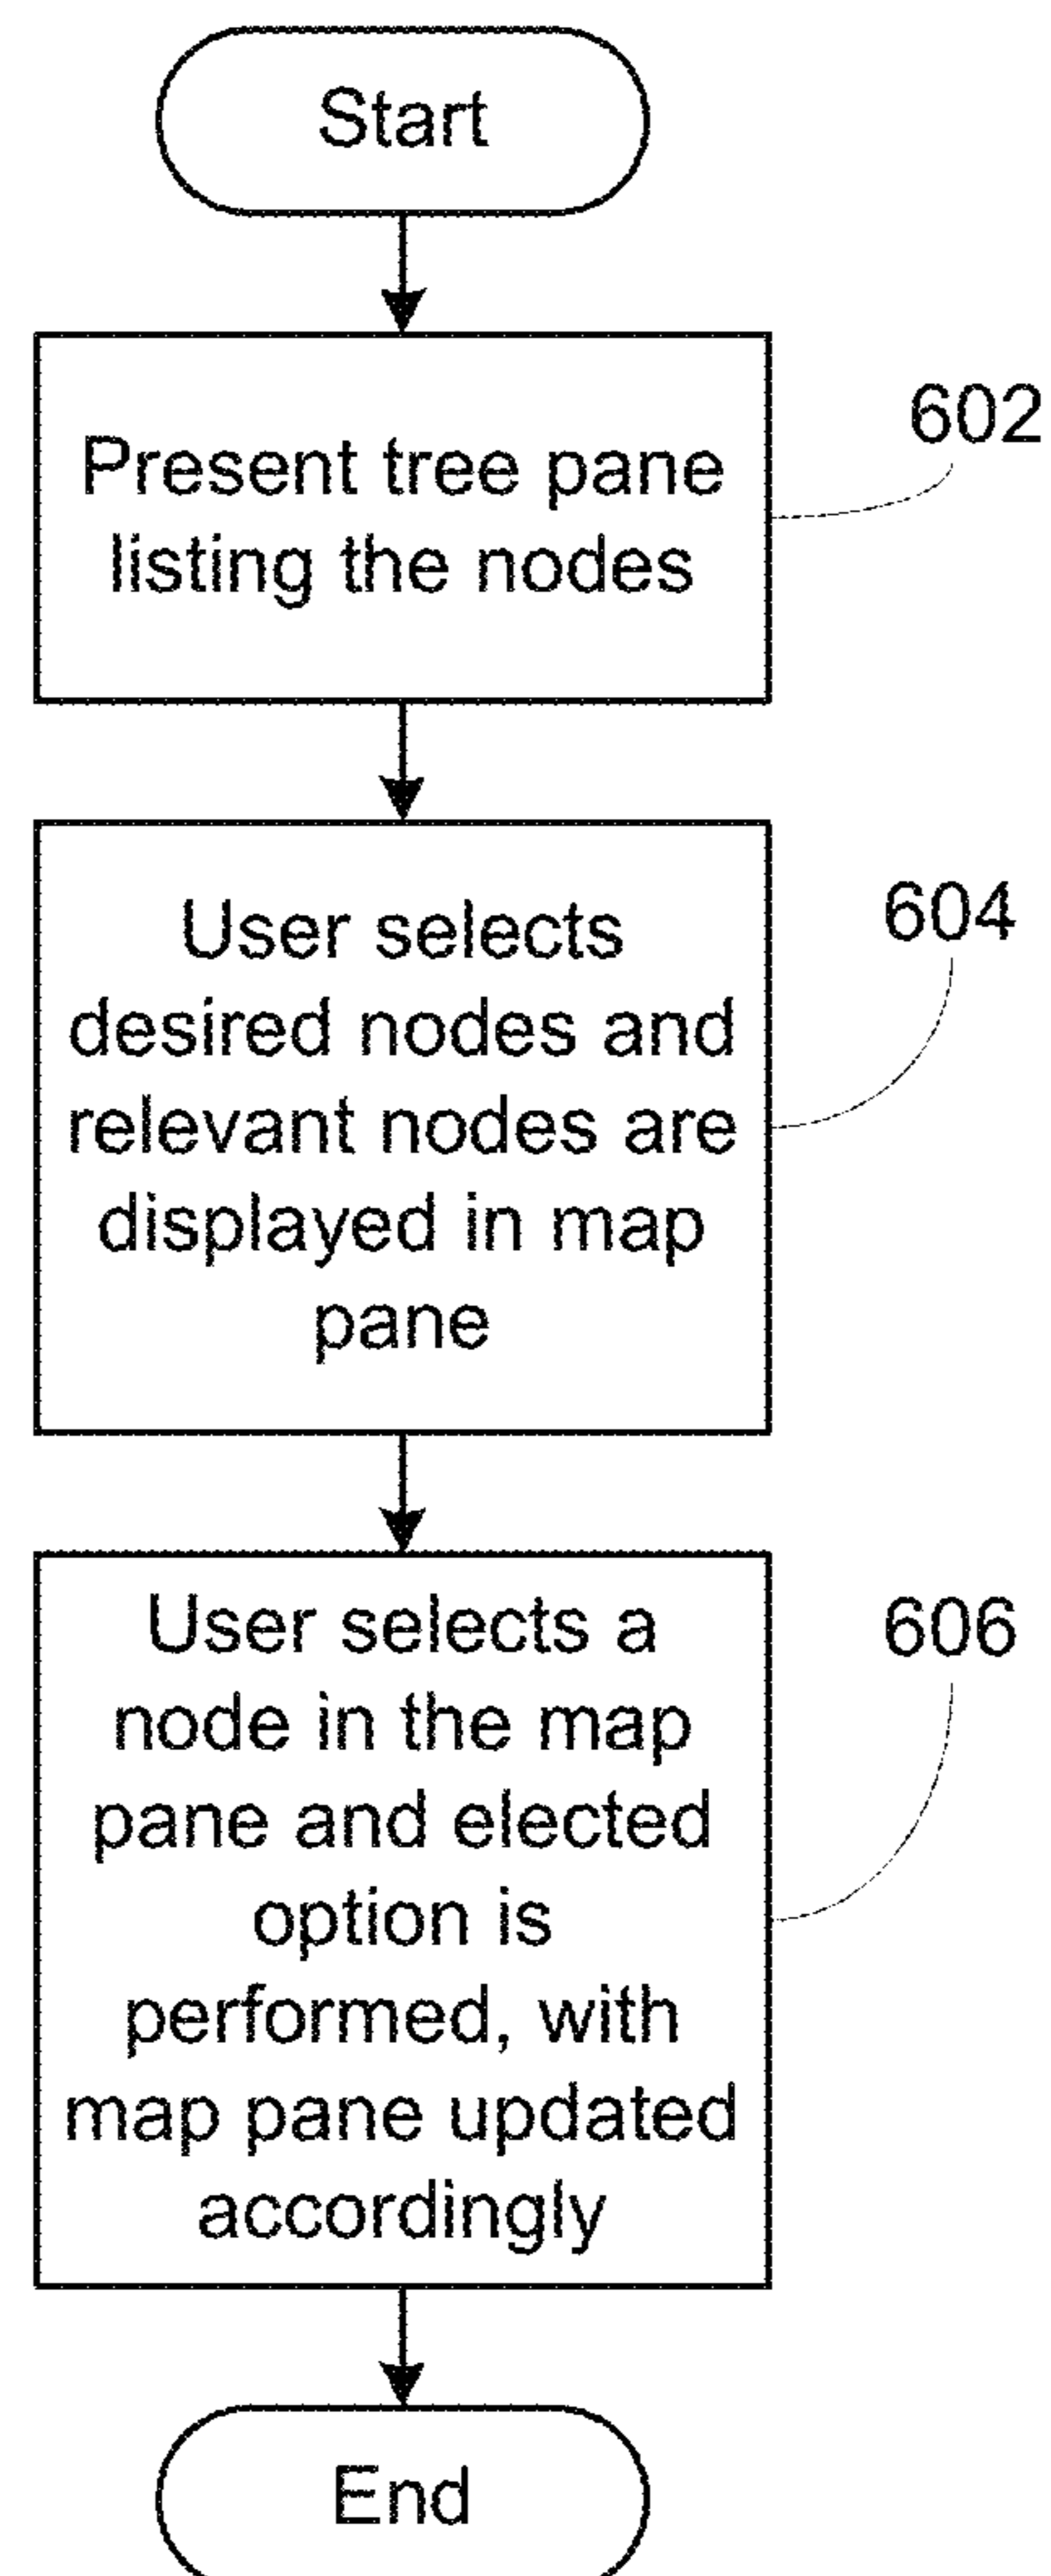 Start
Present tree pane
listing the nodes
602
User selects
desired nodes and
relevant nodes are
displayed in map
pane
604
User selects a
node in the map
pane and elected
option is
performed, with
map pane updated
accordingly
606
End